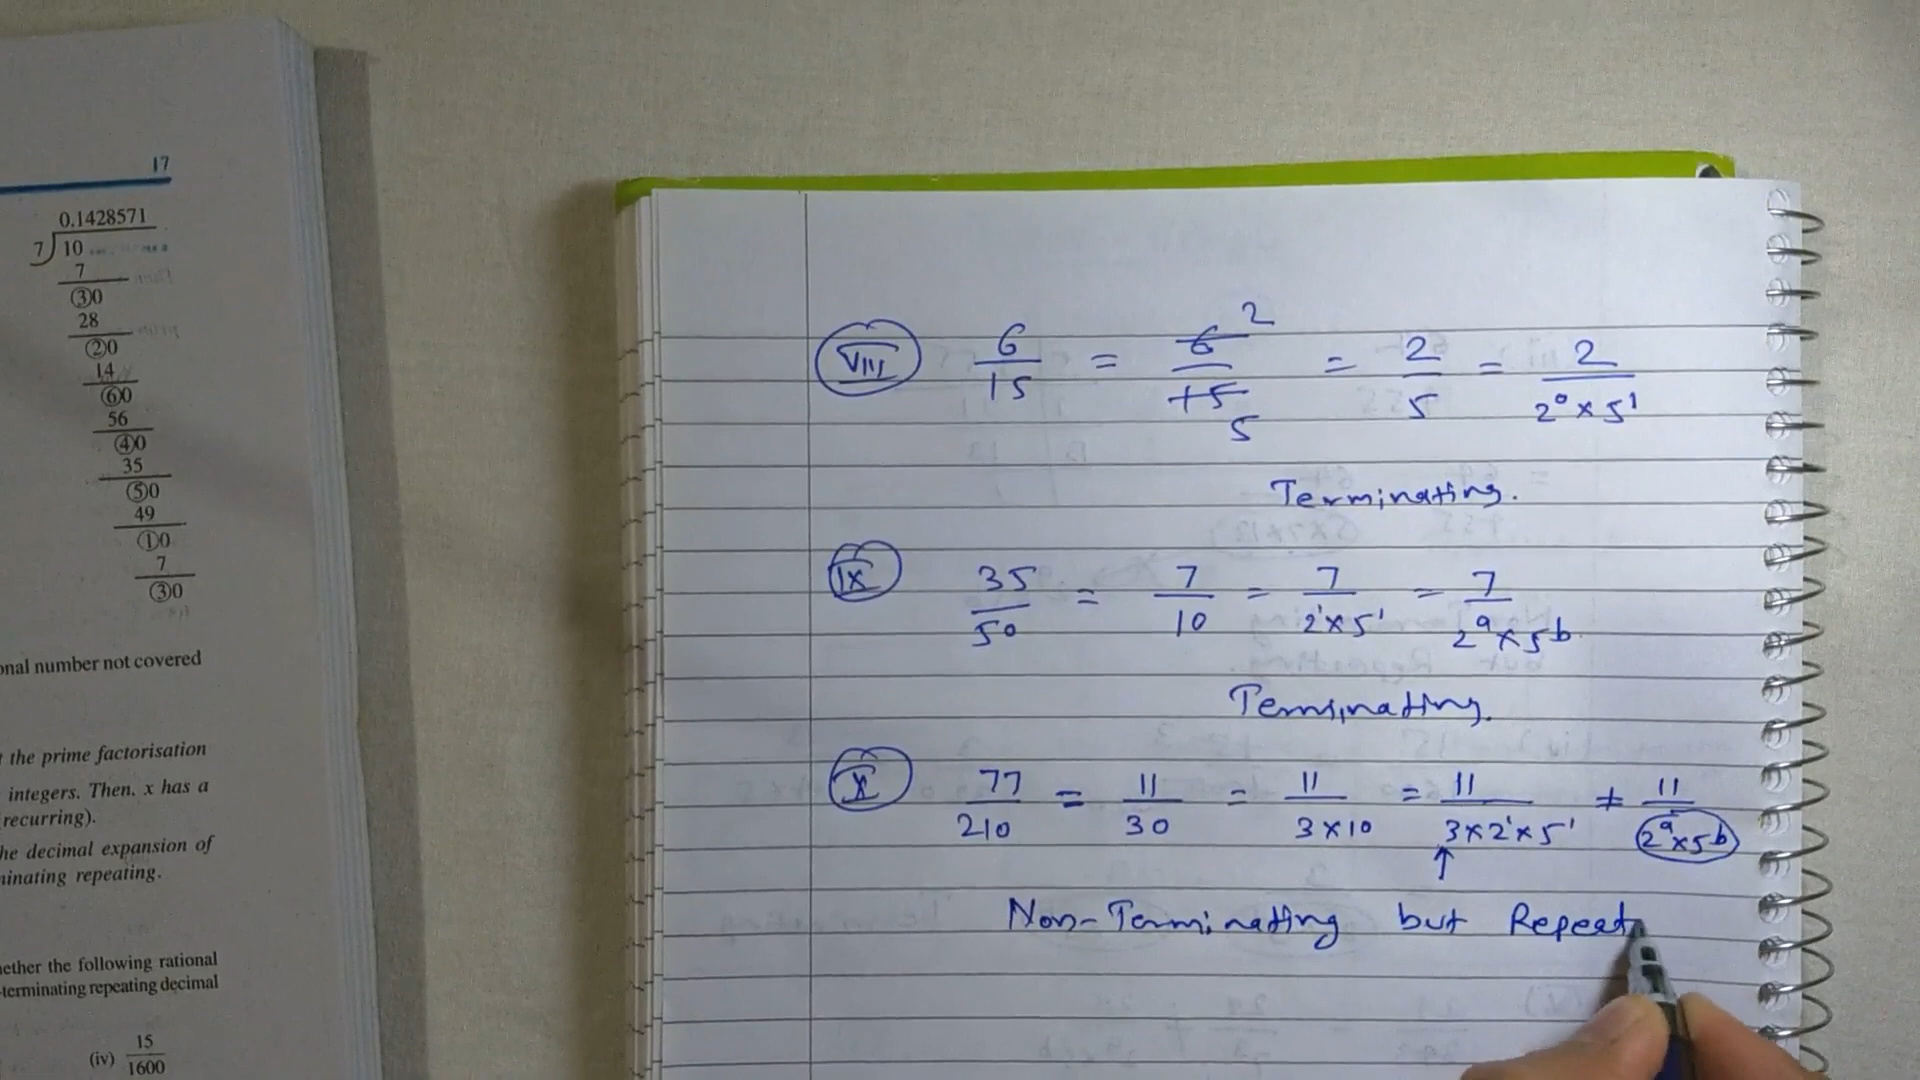 17
0.1428571
7 10
7
30
28
20
14
60
56
40
35
50
49
10
7
30
onal number not covered
the prime factorisation
integers. Then, x has a
recurring).
he decimal expansion of
ninating repeating.
ether the following rational
-terminating repeating decimal
(iv) 15/1600
VIII 6/15 = 6/15 2 5 = 2/5 = 2/2⁰×5¹
Terminating.
IX 35/50 = 7/10 = 7/2¹×5¹ = 7/2ᵃ×5ᵇ
Terminating.
X 77/210 = 11/30 = 11/3×10 = 11/3×2¹×5¹ ≠ 11/2ᵃ×5ᵇ
↑
Non-Terminating but Repeat